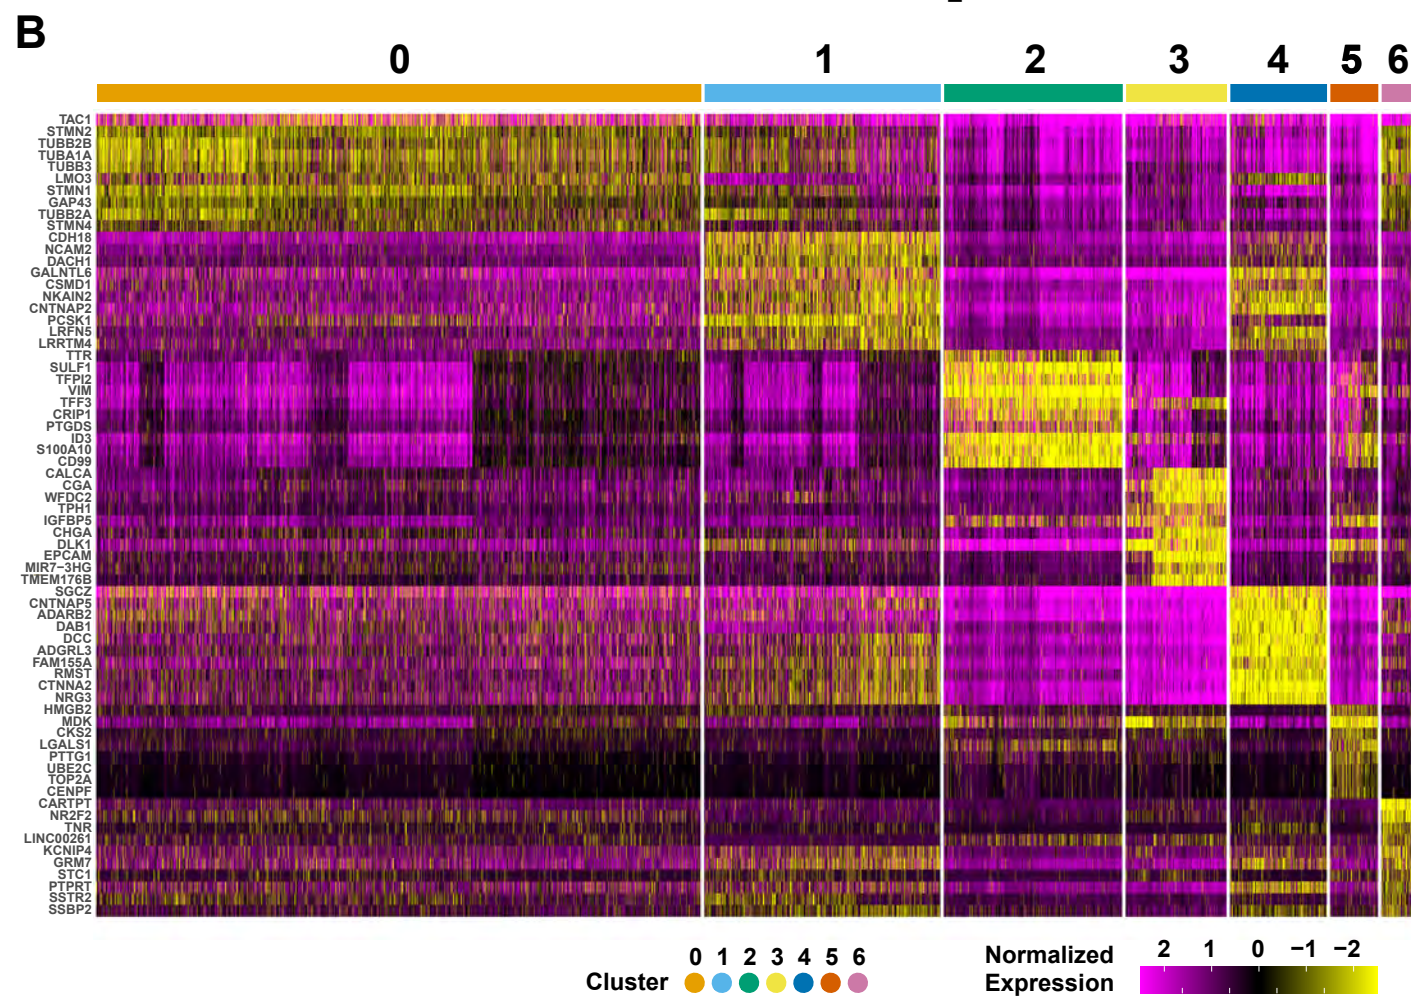 B
0 1 2 3 4 5 6
TAC1
STMN2
TUBB2B
TUBA1A
TUBB3
LMO3
STMN1
GAP43
TUBB2A
STMN4
CDH18
NCAM2
DACH1
GALNTL6
CSMD1
NKAIN2
CNTNAP2
PCSK1
LRFN5
LRRTM4
TTR
SULF1
TFPI2
VIM
TFF3
CRIP1
PTGDS
ID3
S100A10
CD99
CALCA
CGA
WFDC2
TPH1
IGFBP5
CHGA
DLK1
EPCAM
MIR7−3HG
TMEM176B
SGCZ
CNTNAP5
ADARB2
DAB1
DCC
ADGRL3
FAM155A
RMST
CTNNA2
NRG3
HMGB2
MDK
CKS2
LGALS1
PTTG1
UBE2C
TOP2A
CENPF
CARTPT
NR2F2
TNR
LINC00261
KCNIP4
GRM7
STC1
PTPRT
SSTR2
SSBP2
0 1 2 3 4 5 6
Cluster
Normalized
Expression
2 1 0 −1 −2